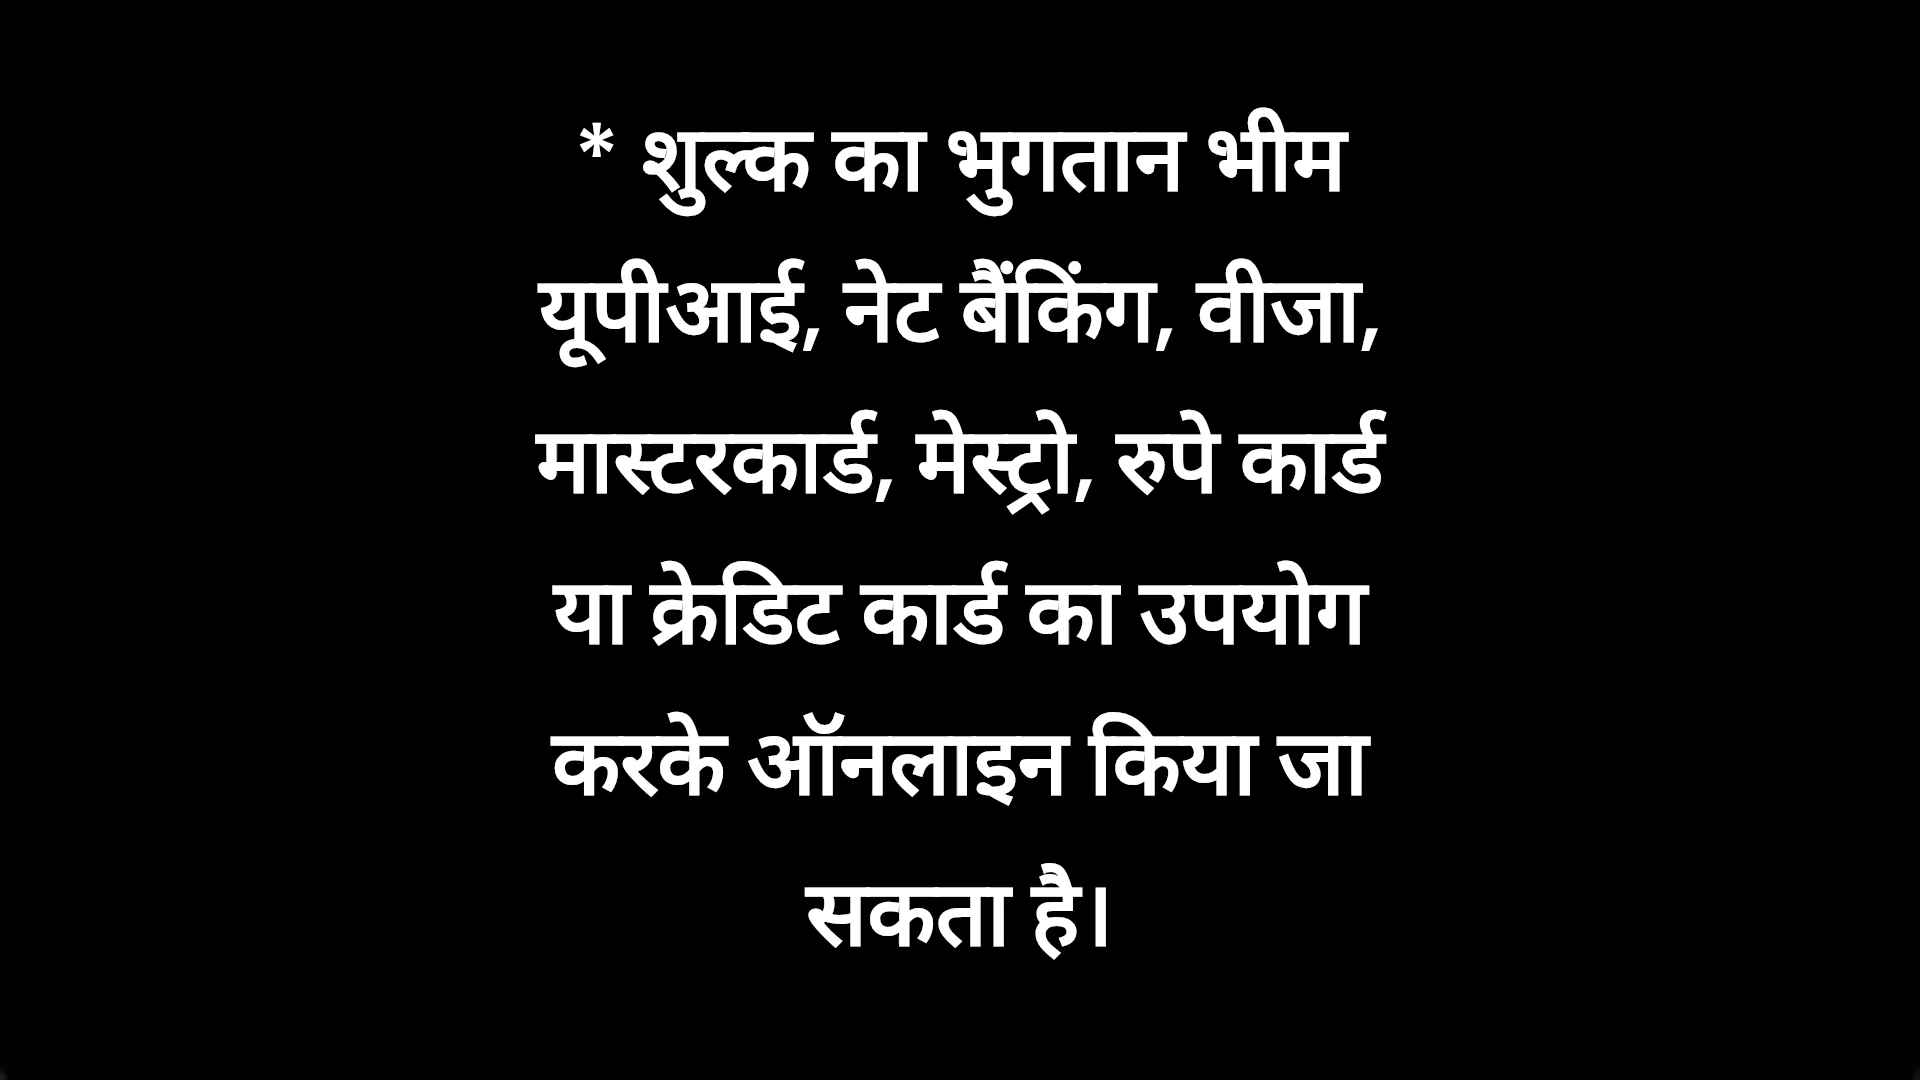 * शुल्क का भुगतान भीम
यूपीआई, नेट बैंकिंग, वीजा,
मास्टरकार्ड, मेस्ट्रो, रुपे कार्ड
या क्रेडिट कार्ड का उपयोग
करके ऑनलाइन किया जा
सकता है।